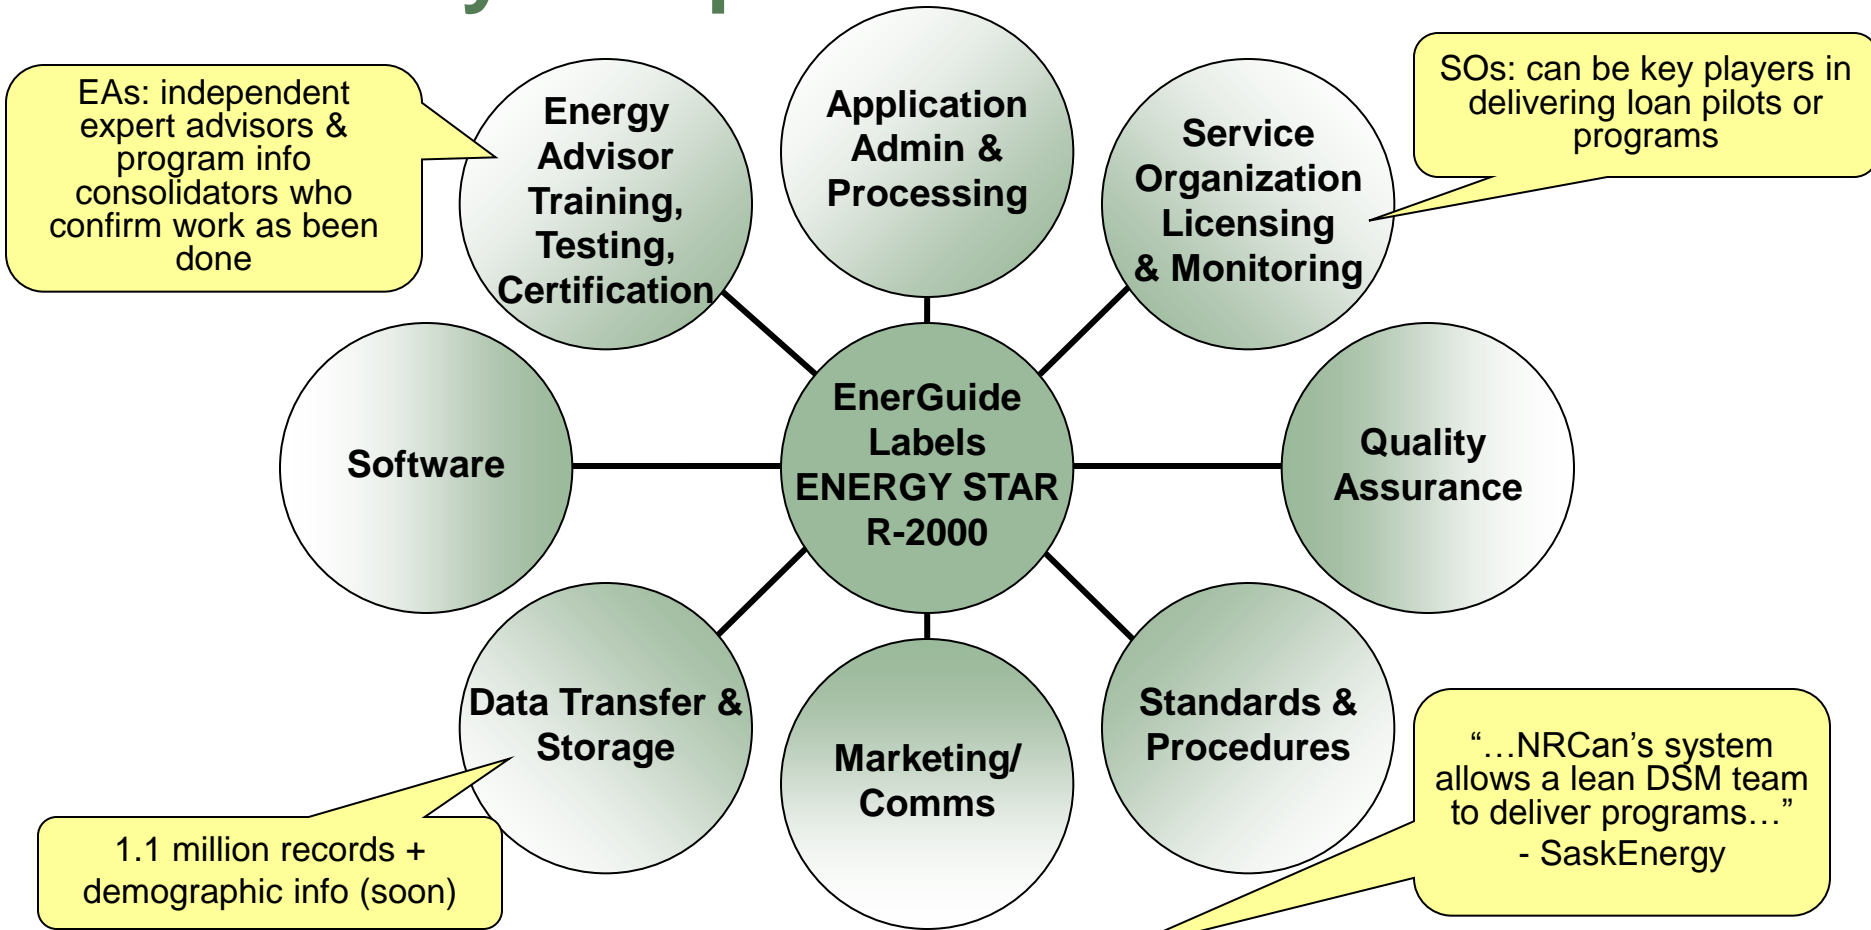 EAs: independent
expert advisors &
program info
consolidators who
confirm work as been
done
Energy
Advisor
Training,
Testing,
Certification
Application
Admin &
Processing
Service
Organization
Licensing
& Monitoring
SOs: can be key players in
delivering loan pilots or
programs
Software
EnerGuide
Labels
ENERGY STAR
R-2000
Quality
Assurance
Data Transfer &
Storage
Marketing/
Comms
Standards &
Procedures
1.1 million records +
demographic info (soon)
“…NRCan’s system
allows a lean DSM team
to deliver programs…”
- SaskEnergy